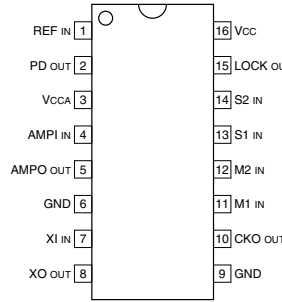 REF IN 1
PD OUT 2
VCCA 3
AMPI IN 4
AMPO OUT 5
GND 6
XI IN 7
XO OUT 8
16 VCC
15 LOCK OU
14 S2 IN
13 S1 IN
12 M2 IN
11 M1 IN
10 CKO OUT
9 GND